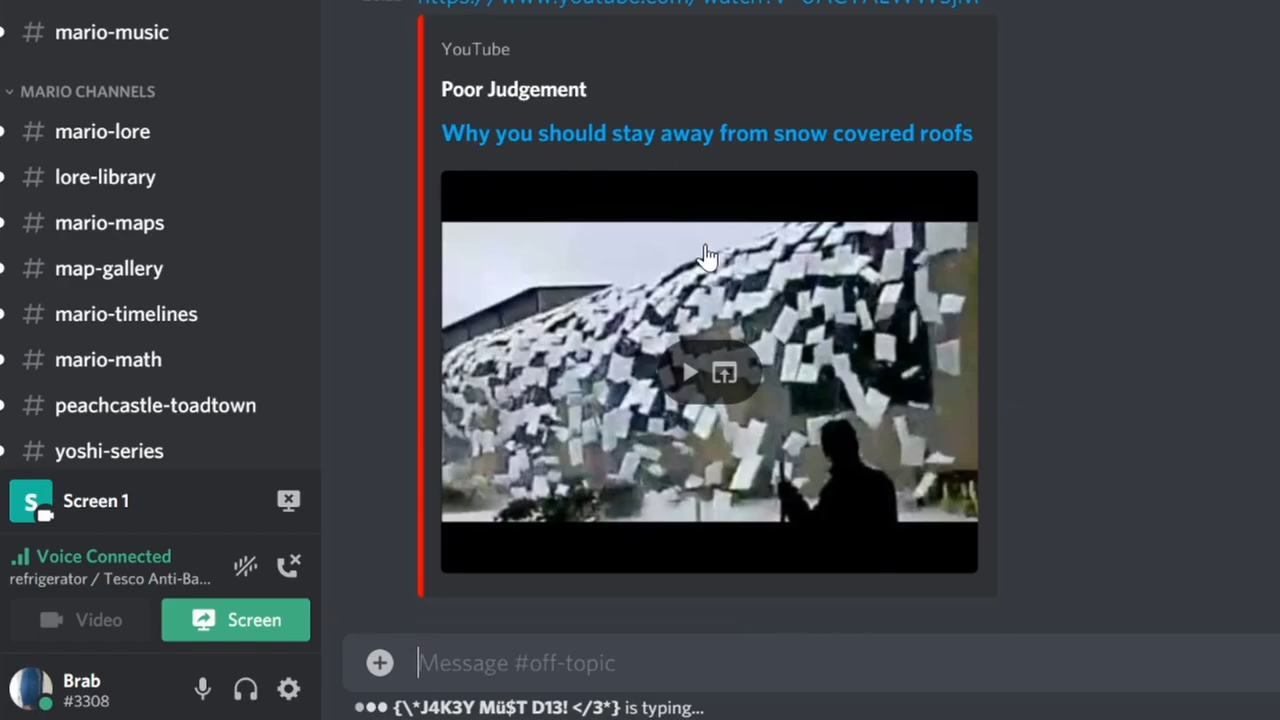 # mario-music
MARIO CHANNELS
# mario-lore
# lore-library
# mario-maps
# map-gallery
# mario-timelines
# mario-math
# peachcastle-toadtown
# yoshi-series
S Screen 1
Voice Connected
refrigerator / Tesco Anti-Ba...
Video Screen
Brab
#3308
YouTube
Poor Judgement
Why you should stay away from snow covered roofs
Message #off-topic
{\*J4K3Y Mü$T D13! </3*} is typing...